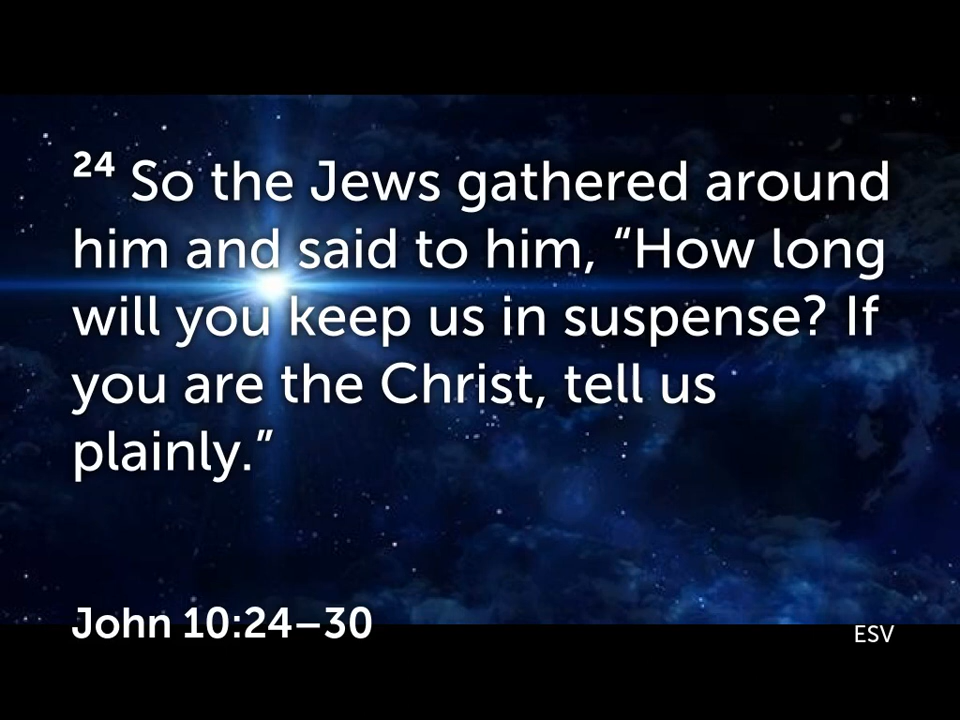 ²⁴ So the Jews gathered around
him and said to him, “How long
will you keep us in suspense? If
you are the Christ, tell us
plainly.”
John 10:24–30
ESV